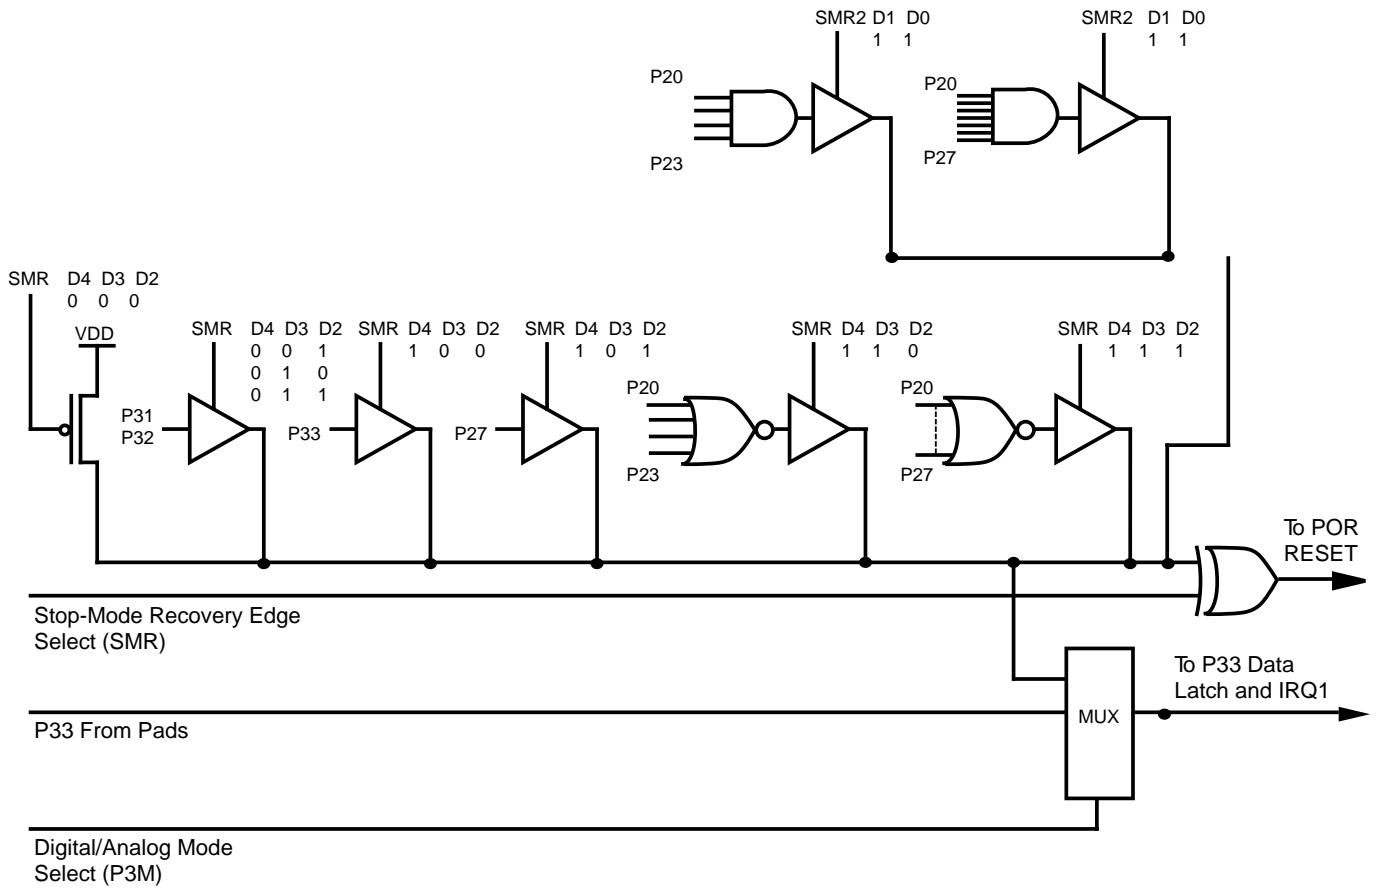 SMR2 D1 D0
1 1
SMR2 D1 D0
1 1
P20
P23
P20
P27
SMR D4 D3 D2
0 0 0
VDD
SMR D4 D3 D2
0 0 1
0 1 0
0 1 1
P31
P32
SMR D4 D3 D2
1 0 0
P33
SMR D4 D3 D2
1 0 1
P27
SMR D4 D3 D2
1 1 0
P20
P23
SMR D4 D3 D2
1 1 1
P20
P27
To POR
RESET
Stop-Mode Recovery Edge
Select (SMR)
To P33 Data
Latch and IRQ1
MUX
P33 From Pads
Digital/Analog Mode
Select (P3M)